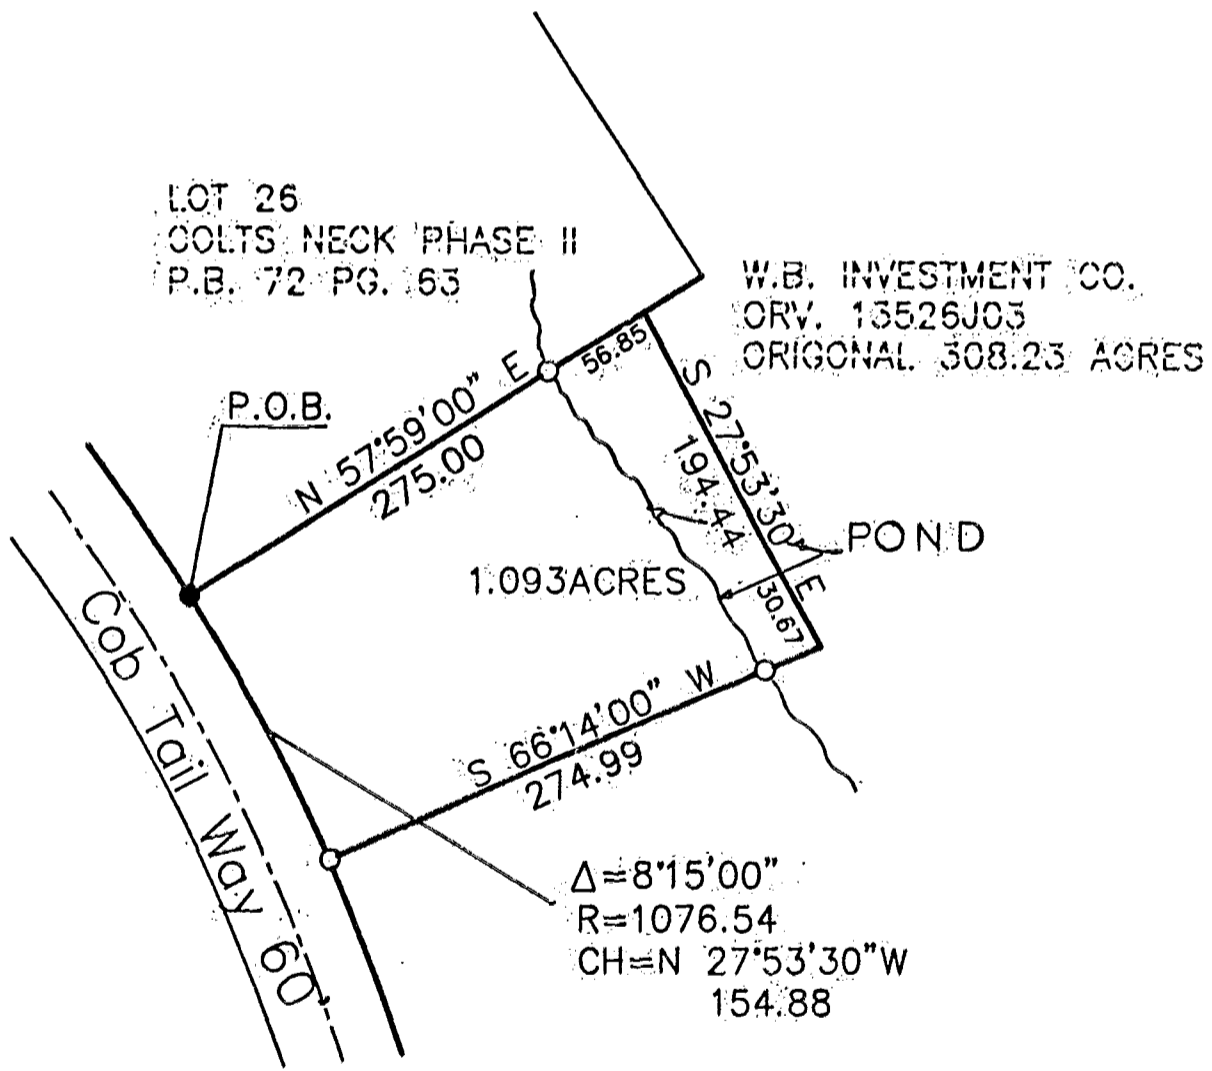 LOT 26
COLTS NECK PHASE II
P.B. 72 PG. 63
W.B. INVESTMENT CO.
ORV. 13526J03
ORIGONAL 308.23 ACRES
P.O.B.
N 57°59'00" E
275.00
56.85
S 27°53'30" E
194.44
POND
1.093ACRES
30.67
S 66°14'00" W
274.99
Cob Tail Way 60'
Δ=8°15'00"
R=1076.54
CH=N 27°53'30"W
154.88